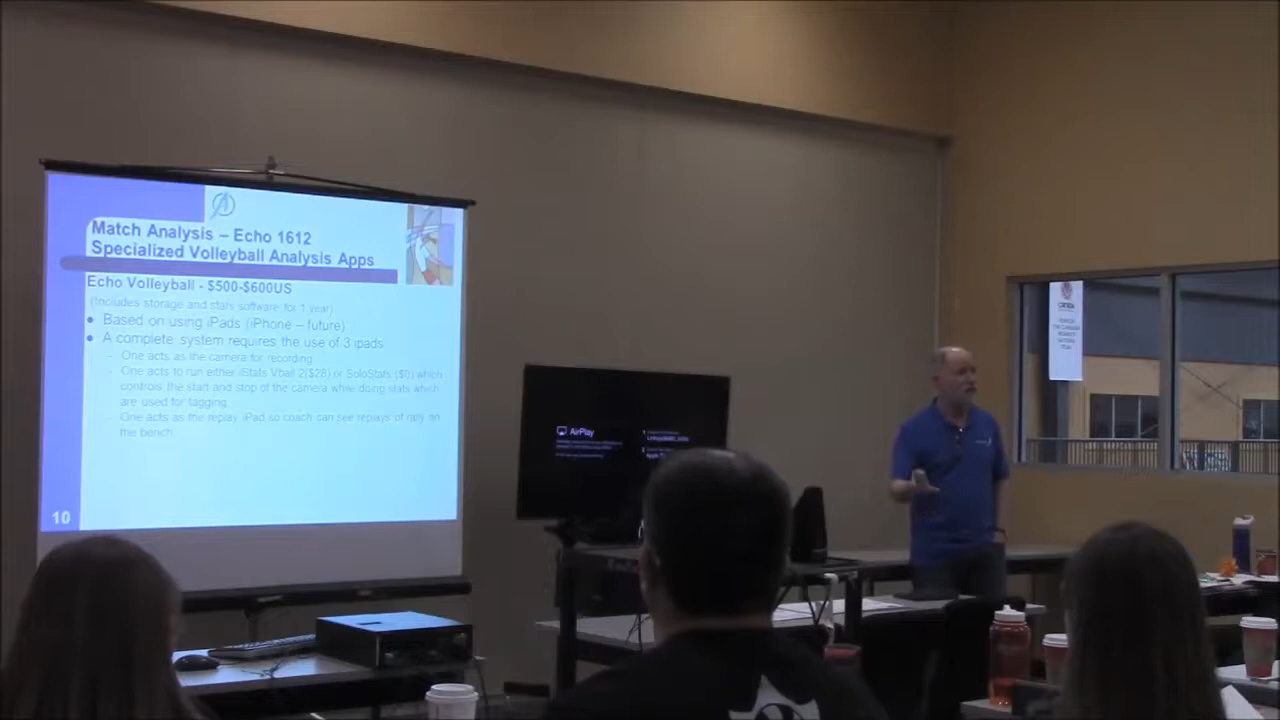 Match Analysis – Echo 1612
Specialized Volleyball Analysis Apps
Echo Volleyball - $500-$600US
(Includes storage and stats software for 1 year)
● Based on using iPads (iPhone – future)
● A complete system requires the use of 3 ipads
- One acts as the camera for recording
- One acts to run either iStats Vball 2($28) or SoloStats ($0) which
controls the start and stop of the camera while doing stats which
are used for tagging.
- One acts as the replay iPad so coach can see replays of rally on
the bench
10
AirPlay